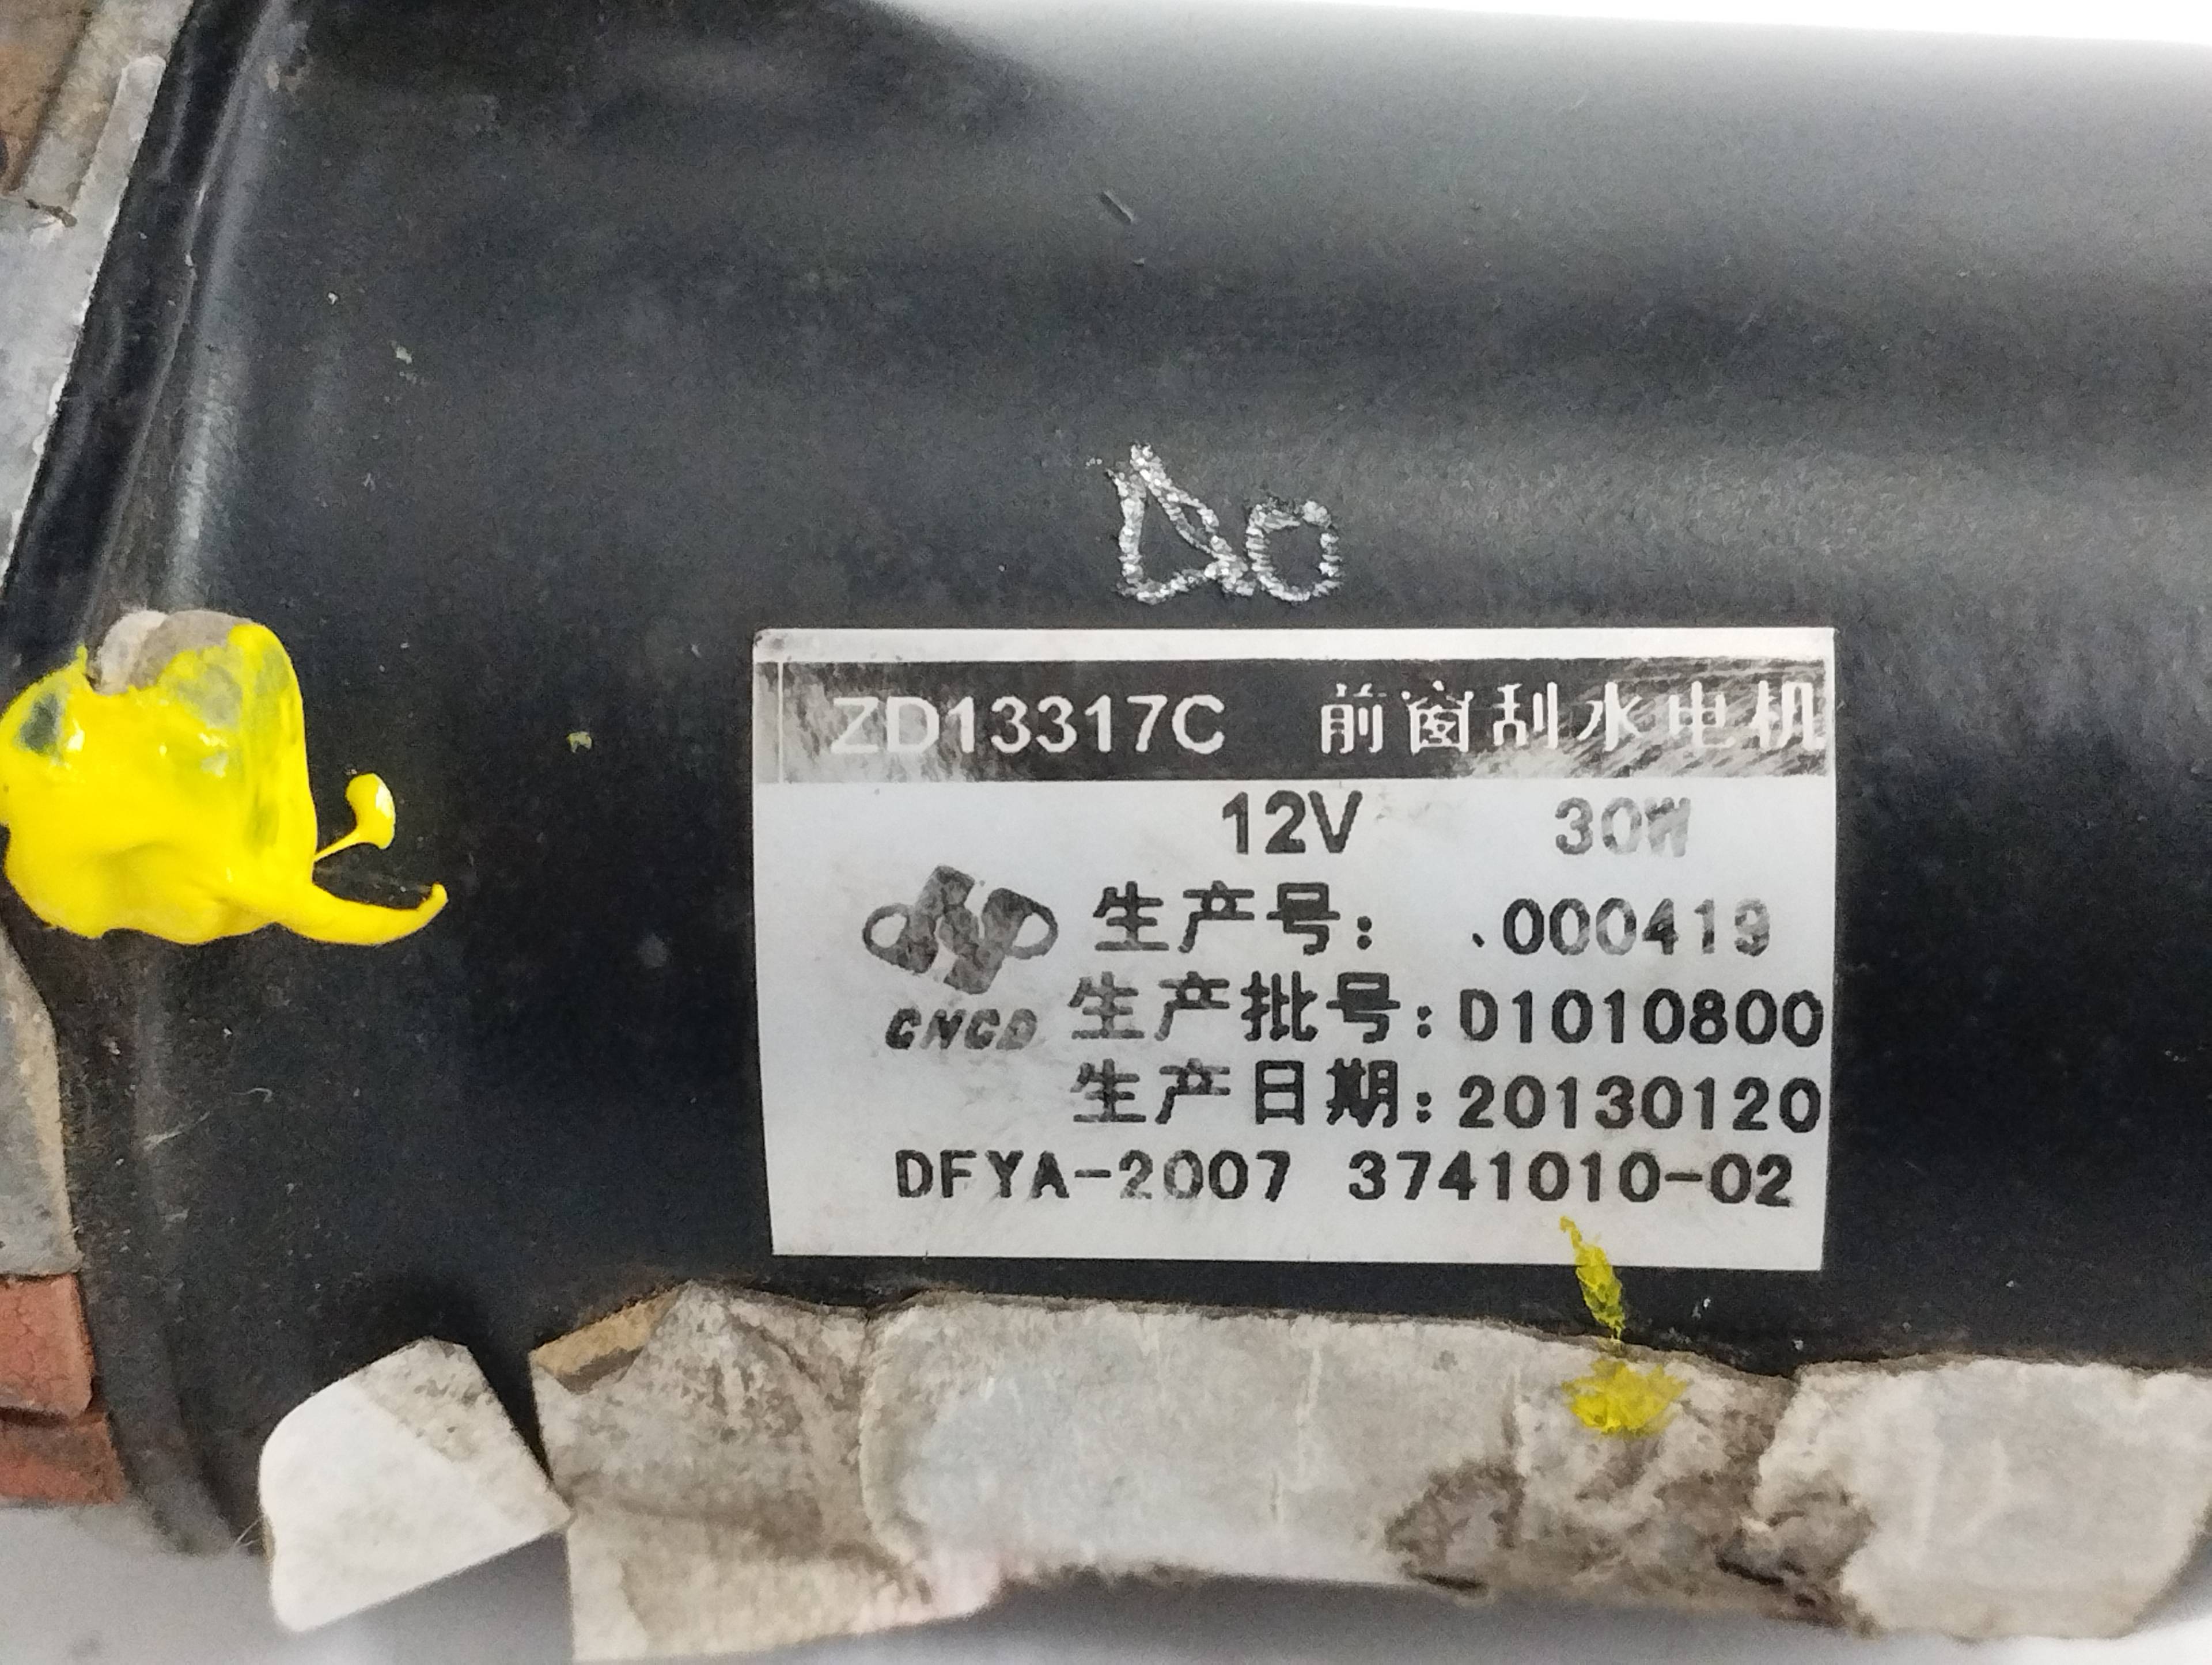 ZD13317C 前窗刮水电机
12V 30W
生产号: .000419
CNCD
生产批号:D1010800
生产日期:20130120
DFYA-2007 3741010-02